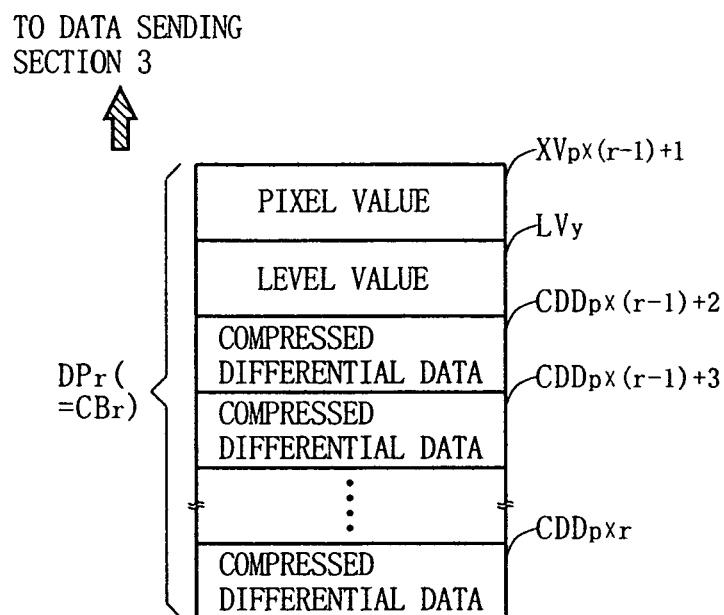 TO DATA SENDING
SECTION 3
XVp×(r-1)+1
PIXEL VALUE
LVy
LEVEL VALUE
CDDp×(r-1)+2
COMPRESSED
DIFFERENTIAL DATA
CDDp×(r-1)+3
DPr(
=CBr)
COMPRESSED
DIFFERENTIAL DATA
CDDp×r
COMPRESSED
DIFFERENTIAL DATA